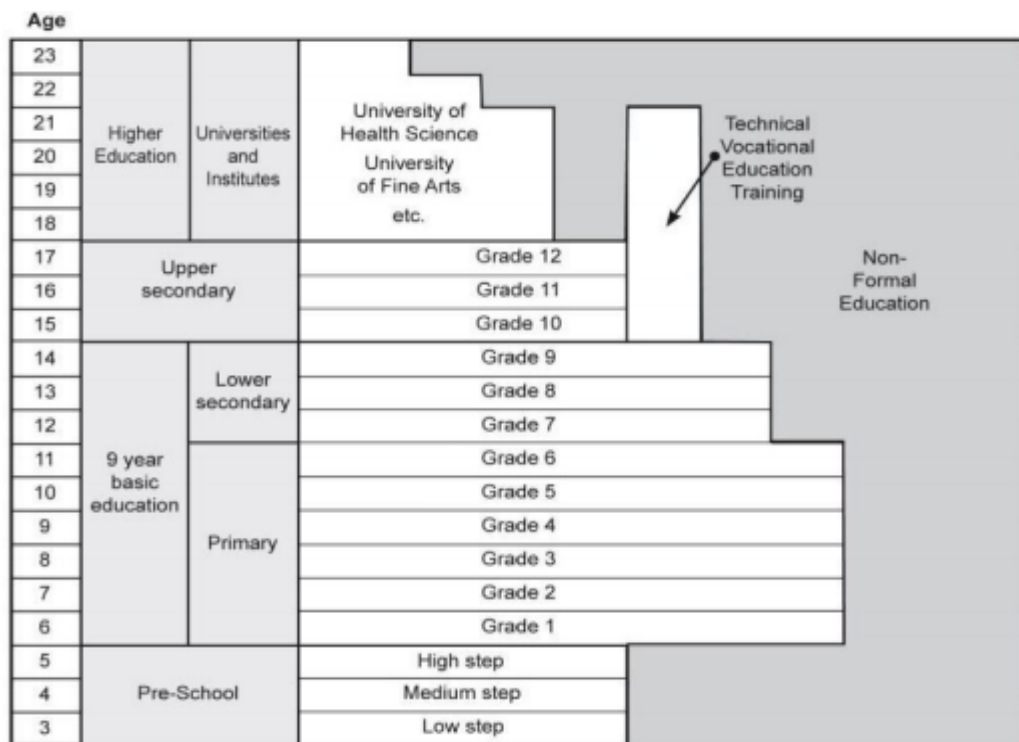 Age
23
22
21
20
19
18
17
16
15
14
13
12
11
10
9
8
7
6
5
4
3
Higher
Education
Universities
and
Institutes
University of
Health Science
University
of Fine Arts
etc.
Technical
Vocational
Education
Training
Non-
Formal
Education
Upper
secondary
Grade 12
Grade 11
Grade 10
9 year
basic
education
Lower
secondary
Grade 9
Grade 8
Grade 7
Primary
Grade 6
Grade 5
Grade 4
Grade 3
Grade 2
Grade 1
Pre-School
High step
Medium step
Low step